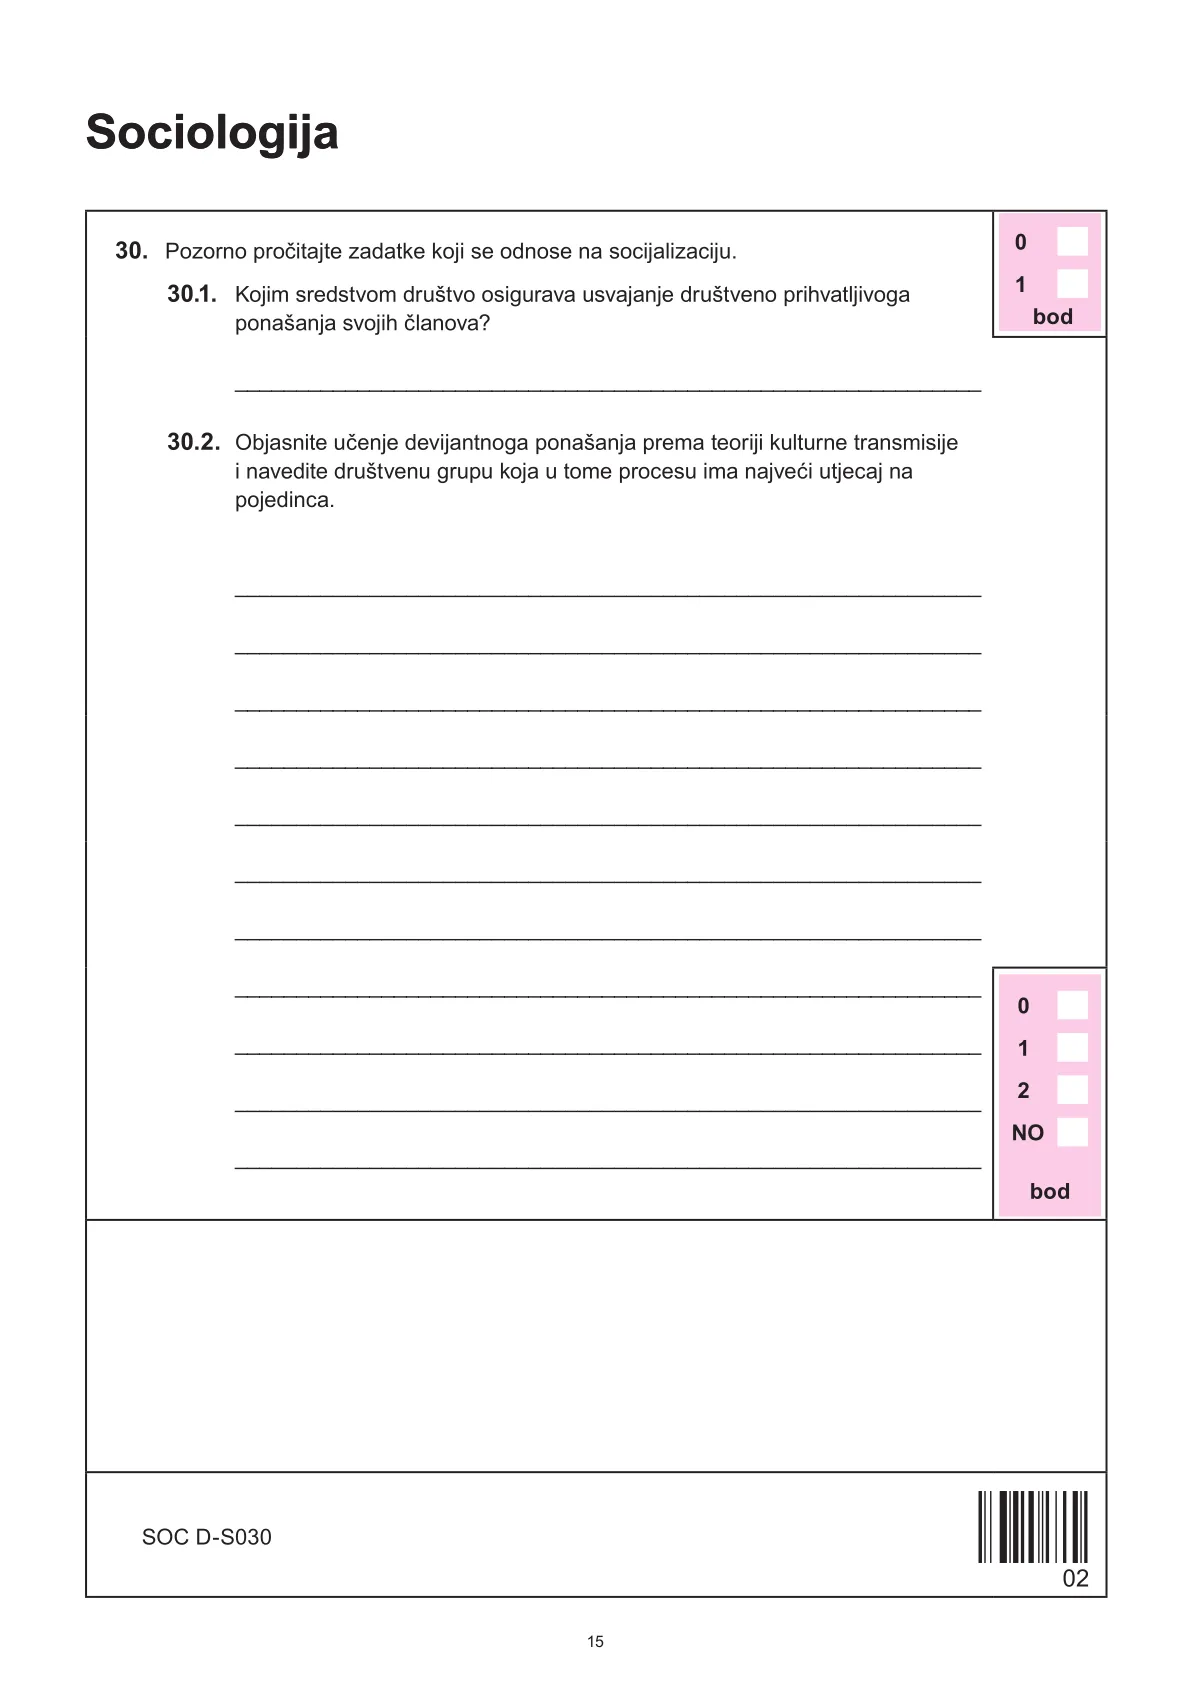 Sociologija
30. Pozorno pročitajte zadatke koji se odnose na socijalizaciju.
30.1. Kojim sredstvom društvo osigurava usvajanje društveno prihvatljivoga
ponašanja svojih članova?
30.2. Objasnite učenje devijantnoga ponašanja prema teoriji kulturne transmisije
i navedite društvenu grupu koja u tome procesu ima najveći utjecaj na
pojedinca.
0
1
bod
0
1
2
NO
bod
SOC D-S030
02
15